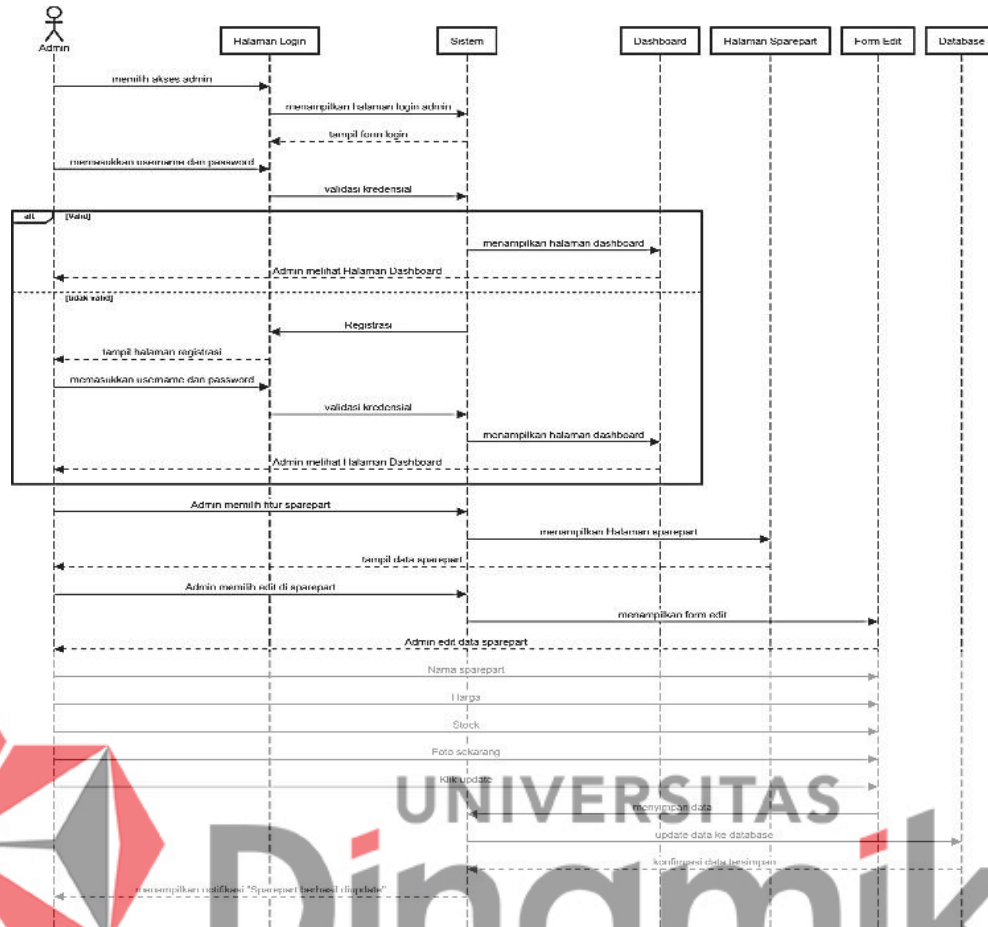 Admin
Halaman Login
Sistem
Dashboard
Halaman Sparepart
Form Edit
Database
memilih akses admin
menampilkan halaman login admin
tampil form login
memasukkan username dan password
validasi kredensial
alt
[Valid]
menampilkan halaman dashboard
Admin melihat Halaman Dashboard
[tidak valid]
Registrasi
tampil halaman registrasi
memasukkan username dan password
validasi kredensial
menampilkan halaman dashboard
Admin melihat Halaman Dashboard
Admin memilih fitur sparepart
menampilkan Halaman sparepart
tampil data sparepart
Admin memilih edit di sparepart
menampilkan form edit
Admin edit data sparepart
Nama sparepart
Harga
Stock
Foto sekarang
Klik update
UNIVERSITAS
menyimpan data
update data ke database
konfirmasi data tersimpan
Dinamik
menampilkan notifikasi "Sparepart berhasil diupdate"